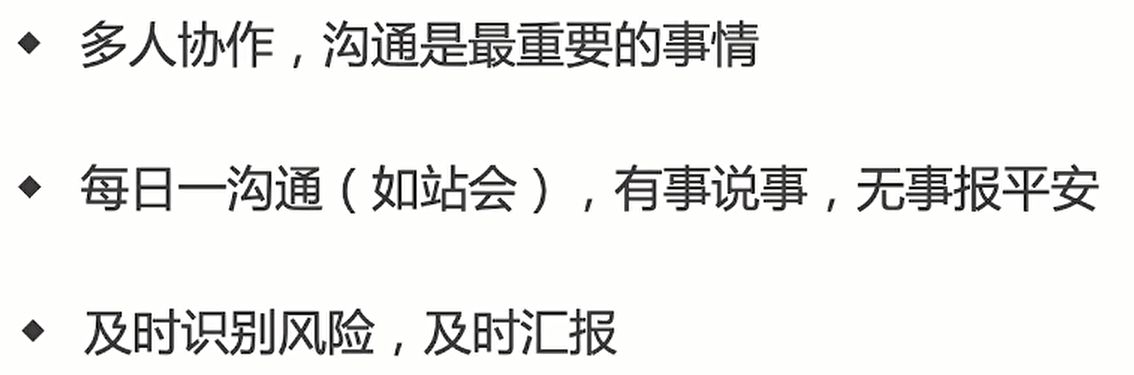 ◆ 多人协作，沟通是最重要的事情
◆ 每日一沟通（如站会），有事说事，无事报平安
◆ 及时识别风险，及时汇报